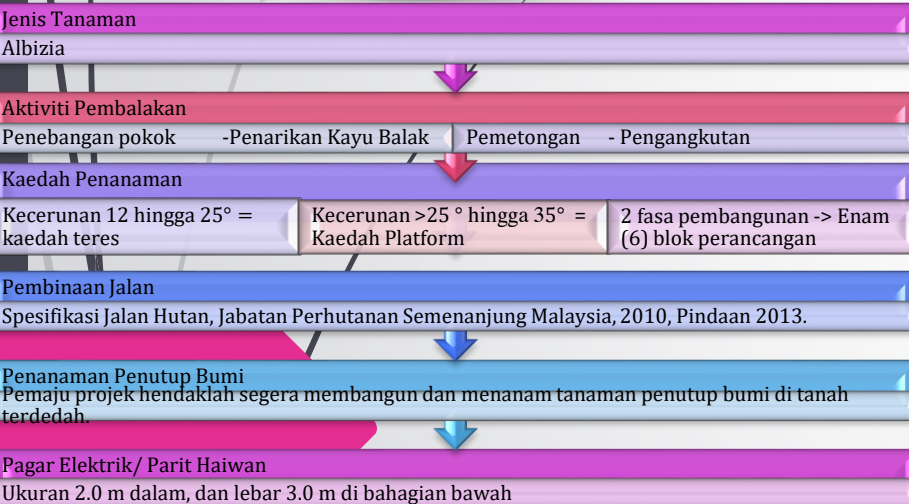 Jenis Tanaman
Albizia
Aktiviti Pembalakan
Penebangan pokok -Penarikan Kayu Balak Pemetongan - Pengangkutan
Kaedah Penanaman
Kecerunan 12 hingga 25° =
kaedah teres
Kecerunan >25 ° hingga 35° =
Kaedah Platform
2 fasa pembangunan -> Enam
(6) blok perancangan
Pembinaan Jalan
Spesifikasi Jalan Hutan, Jabatan Perhutanan Semenanjung Malaysia, 2010, Pindaan 2013.
Penanaman Penutup Bumi
Pemaju projek hendaklah segera membangun dan menanam tanaman penutup bumi di tanah
terdedah.
Pagar Elektrik/ Parit Haiwan
Ukuran 2.0 m dalam, dan lebar 3.0 m di bahagian bawah